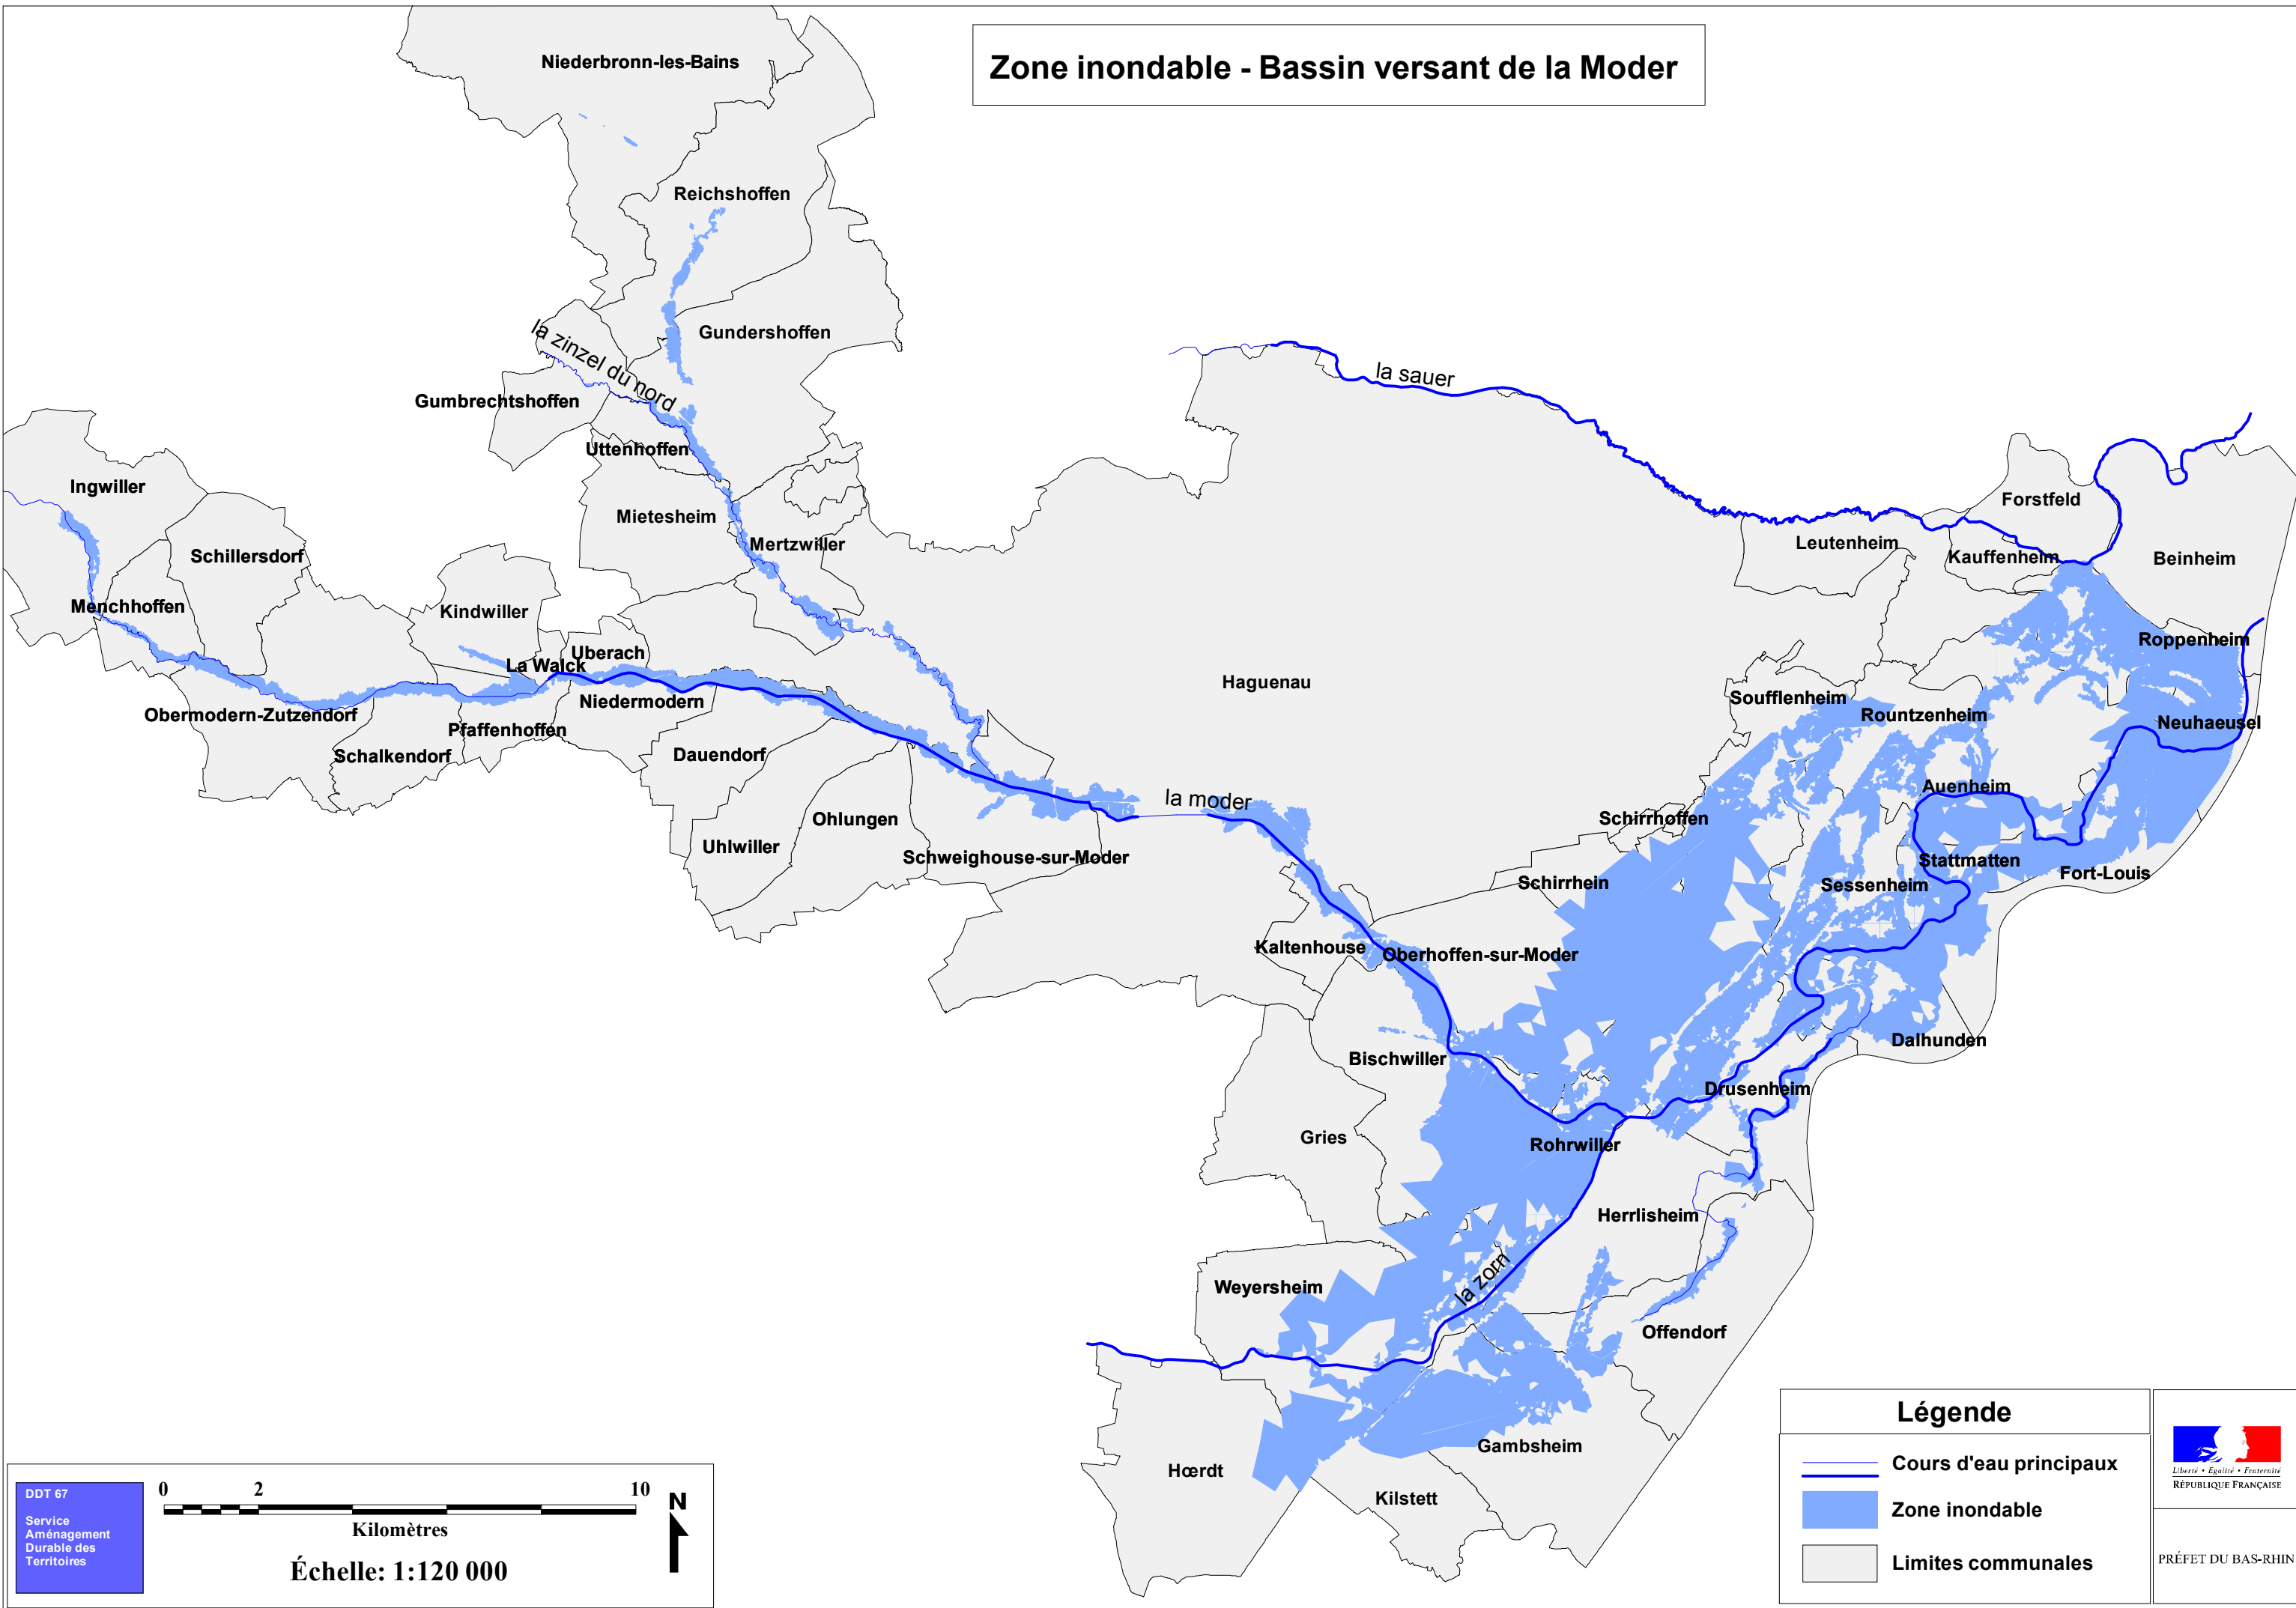 Zone inondable - Bassin versant de la Moder
Niederbronn-les-Bains
Reichshoffen
Gundershoffen
la zinzel du nord
la sauer
Gumbrechtshoffen
Uttenhoffen
Ingwiller
Forstfeld
Mietesheim
Mertzwiller
Leutenheim
Kauffenheim
Beinheim
Schillersdorf
Menchhoffen
Kindwiller
Roppenheim
Uberach
La Walck
Haguenau
Niedermodern
Soufflenheim
Obermodern-Zutzendorf
Rountzenheim
Neuhaeusel
Pfaffenhoffen
Schalkendorf
Dauendorf
Auenheim
la moder
Ohlungen
Schirrhoffen
Uhlwiller
Schweighouse-sur-Moder
Stattmatten
Fort-Louis
Schirrhein
Sessenheim
Kaltenhouse
Oberhoffen-sur-Moder
Dalhunden
Bischwiller
Drusenheim
Gries
Rohrwiller
Herrlisheim
Weyersheim
la zorn
Offendorf
Gambsheim
Hœrdt
Kilstett
DDT 67
Service
Aménagement
Durable des
Territoires
0 2 10
Kilomètres
Échelle: 1:120 000
N
Légende
Cours d'eau principaux
Zone inondable
Limites communales
Liberté • Égalité • Fraternité
RÉPUBLIQUE FRANÇAISE
PRÉFET DU BAS-RHIN